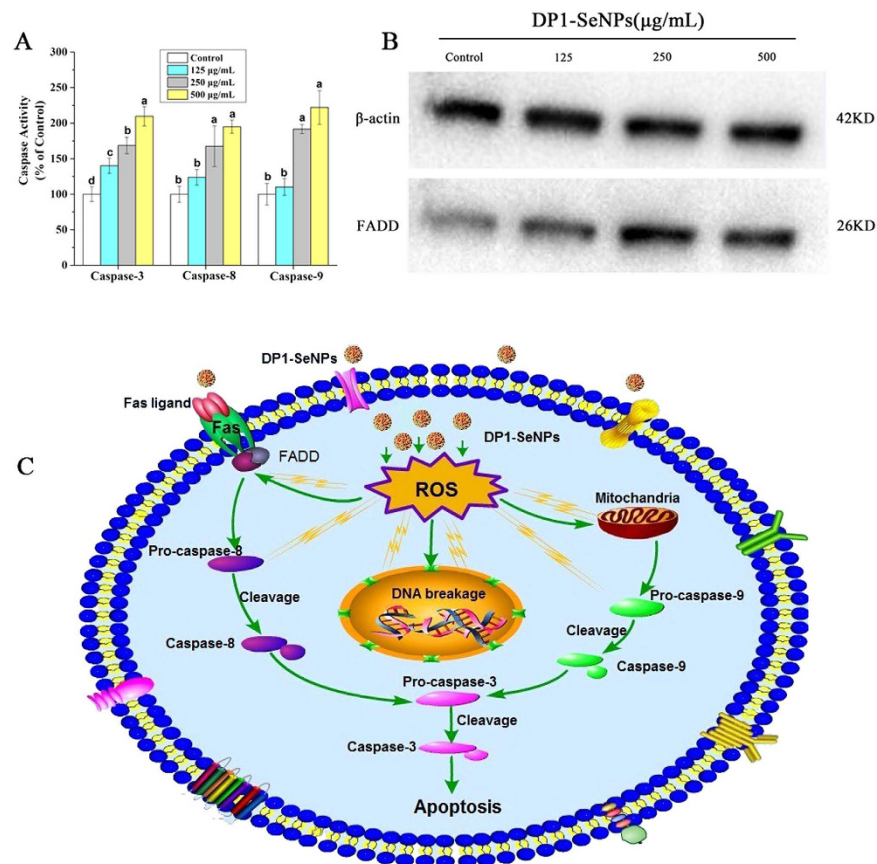 A
Caspase Activity
(% of Control)
300
250
200
150
100
50
0
Control
125 µg/mL
250 µg/mL
500 µg/mL
d
c
b
a
b
b
a
a
b
b
a
a
Caspase-3
Caspase-8
Caspase-9
B
DP1-SeNPs(µg/mL)
Control
125
250
500
β-actin
42KD
FADD
26KD
C
DP1-SeNPs
Fas ligand
Fas
FADD
DP1-SeNPs
ROS
Mitochandria
Pro-caspase-8
Cleavage
Caspase-8
DNA breakage
Pro-caspase-9
Cleavage
Caspase-9
Pro-caspase-3
Cleavage
Caspase-3
Apoptosis